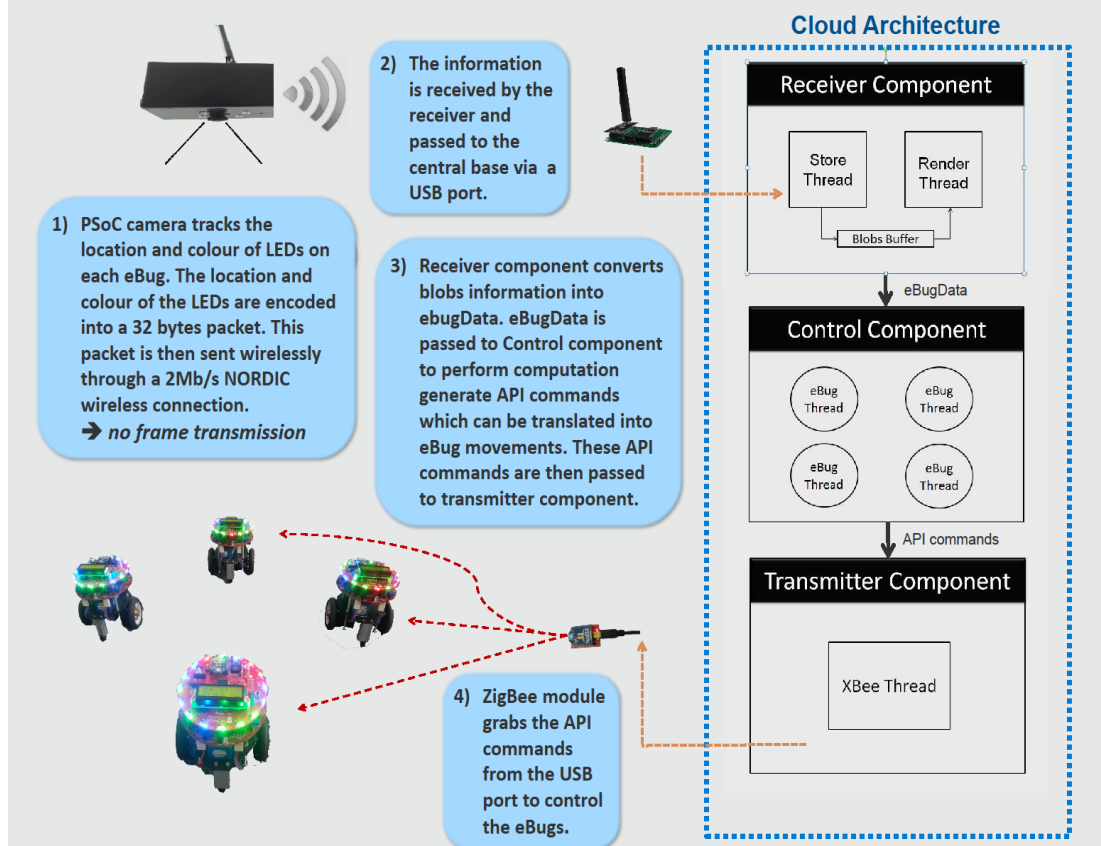 Cloud Architecture
1) PSoC camera tracks the
location and colour of LEDs on
each eBug. The location and
colour of the LEDs are encoded
into a 32 bytes packet. This
packet is then sent wirelessly
through a 2Mb/s NORDIC
wireless connection.
➔ no frame transmission
2) The information
is received by the
receiver and
passed to the
central base via a
USB port.
3) Receiver component converts
blobs information into
ebugData. eBugData is
passed to Control component
to perform computation
generate API commands
which can be translated into
eBug movements. These API
commands are then passed
to transmitter component.
4) ZigBee module
grabs the API
commands
from the USB
port to control
the eBugs.
Receiver Component
Store
Thread
Render
Thread
Blobs Buffer
eBugData
Control Component
eBug
Thread
eBug
Thread
eBug
Thread
eBug
Thread
API commands
Transmitter Component
XBee Thread